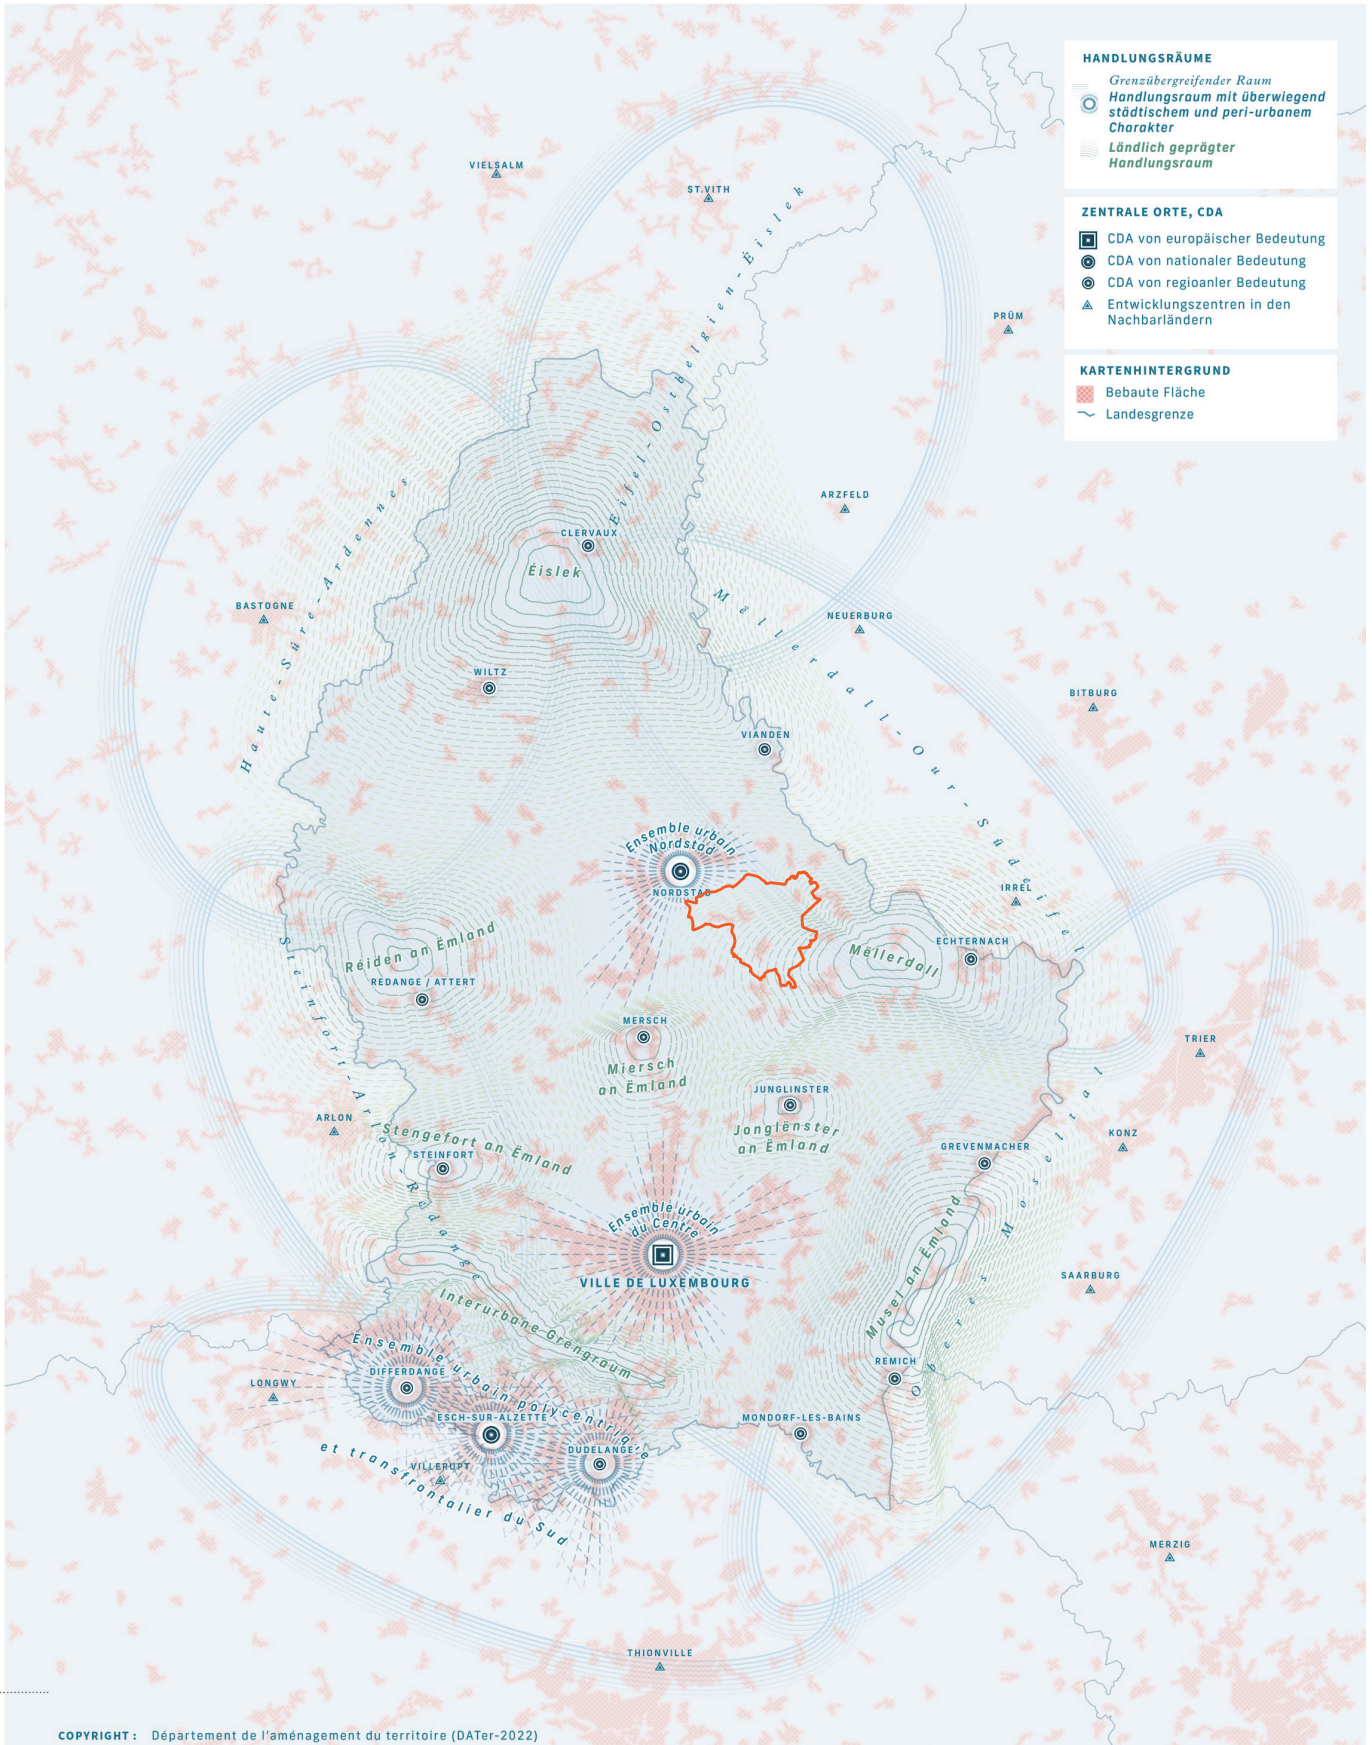 HANDLUNGSRÄUME
Grenzübergreifender Raum
Handlungsraum mit überwiegend
städtischem und peri-urbanem
Charakter
Ländlich geprägter
Handlungsraum
ZENTRALE ORTE, CDA
CDA von europäischer Bedeutung
CDA von nationaler Bedeutung
CDA von regioanler Bedeutung
Entwicklungszentren in den
Nachbarländern
KARTENHINTERGRUND
Bebaute Fläche
Landesgrenze
VIELSALM
ST.VITH
Eifel-Ostbelgien-Éislek
PRÜM
Haute-Sûre-Ardennes
ARZFELD
CLERVAUX
Éislek
BASTOGNE
Mëllerdall-Our-Südeifel
NEUERBURG
WILTZ
BITBURG
VIANDEN
Ensemble urbain
Nordstad
NORDSTAD
IRREL
Réiden an Ëmland
REDANGE / ATTERT
Mëllerdall
ECHTERNACH
Steinfort-Arlon-Redange
MERSCH
Miersch
an Ëmland
TRIER
JUNGLINSTER
Jonglënster
an Ëmland
ARLON
Stengefort an Ëmland
STEINFORT
KONZ
GREVENMACHER
Oberes Moseltal
Ensemble urbain
du Centre
VILLE DE LUXEMBOURG
Musel an Ëmland
SAARBURG
Interurbane Grengraum
Ensemble urbain polycentrique
et transfrontalier du Sud
DIFFERDANGE
LONGWY
REMICH
ESCH-SUR-ALZETTE
MONDORF-LES-BAINS
DUDELANGE
VILLERUPT
MERZIG
THIONVILLE
COPYRIGHT : Département de l'aménagement du territoire (DATer-2022)